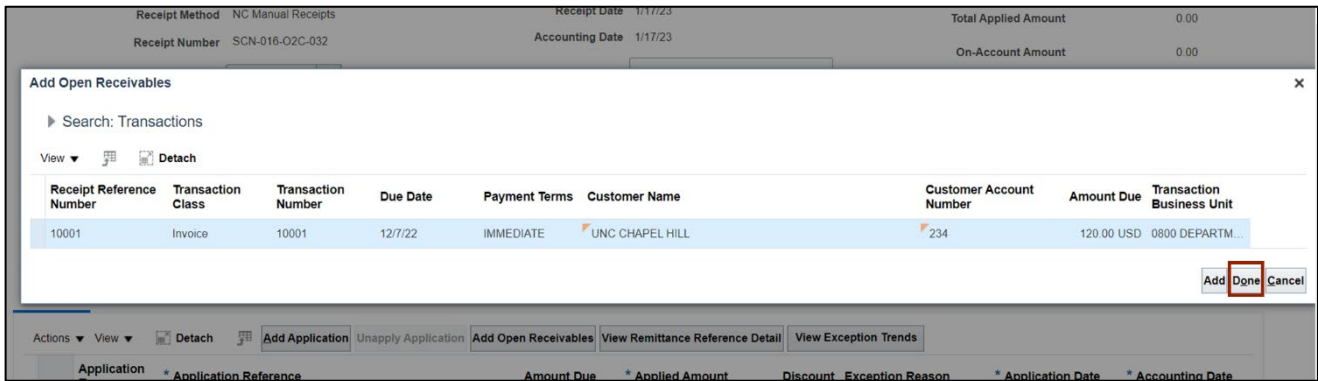 Receipt Method NC Manual Receipts Receipt Date 1/17/23 Total Applied Amount 0.00
Receipt Number SCN-016-O2C-032 Accounting Date 1/17/23 On-Account Amount 0.00
Add Open Receivables
Search: Transactions
View Detach
Receipt Reference Number Transaction Class Transaction Number Due Date Payment Terms Customer Name Customer Account Number Amount Due Transaction Business Unit
10001 Invoice 10001 12/7/22 IMMEDIATE UNC CHAPEL HILL 234 120.00 USD 0800 DEPARTM...
Add Done Cancel
Actions View Detach Add Application Unapply Application Add Open Receivables View Remittance Reference Detail View Exception Trends
Application * Application Reference Amount Due * Applied Amount Discount Exception Reason * Application Date * Accounting Date